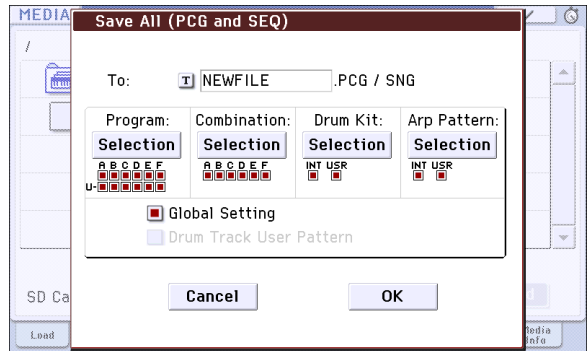 MEDIA
Save All (PCG and SEQ)
/
To: T NEWFILE .PCG / SNG
Program: Combination: Drum Kit: Arp Pattern:
Selection Selection Selection Selection
A B C D E F A B C D E F INT USR INT USR
U-
Global Setting
Drum Track User Pattern
SD Ca
Cancel OK
Load
Media
Info